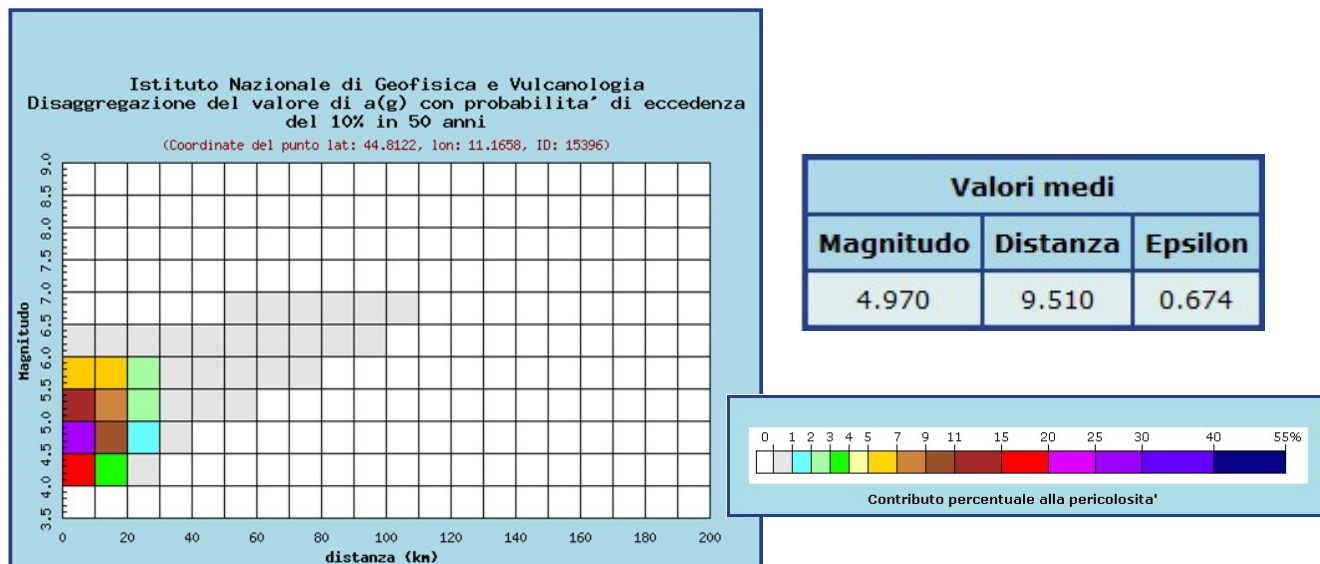 Istituto Nazionale di Geofisica e Vulcanologia
Disaggregazione del valore di a(g) con probabilita´ di eccedenza
del 10% in 50 anni
(Coordinate del punto lat: 44.8122, lon: 11.1658, ID: 15396)
Magnitudo
9.0
8.5
8.0
7.5
7.0
6.5
6.0
5.5
5.0
4.5
4.0
3.5
0 20 40 60 80 100 120 140 160 180 200
distanza (km)
Valori medi
Magnitudo Distanza Epsilon
4.970 9.510 0.674
0 1 2 3 4 5 7 9 11 15 20 25 30 40 55%
Contributo percentuale alla pericolosita'